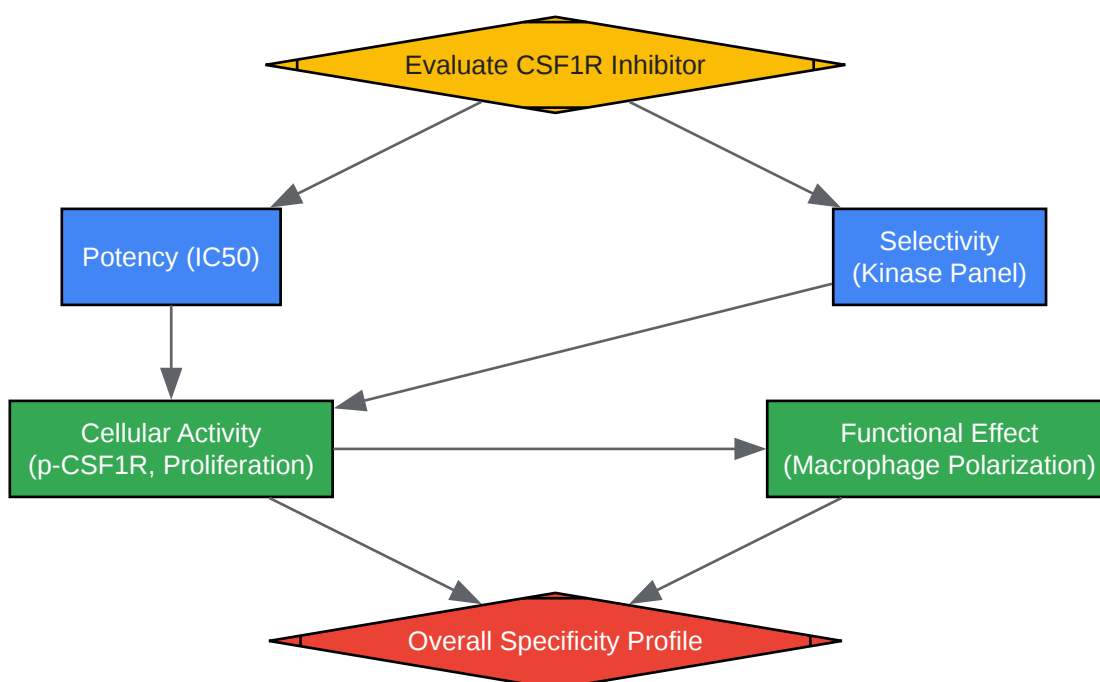 Evaluate CSF1R Inhibitor
Potency (IC50)
Selectivity
(Kinase Panel)
Cellular Activity
(p-CSF1R, Proliferation)
Functional Effect
(Macrophage Polarization)
Overall Specificity Profile